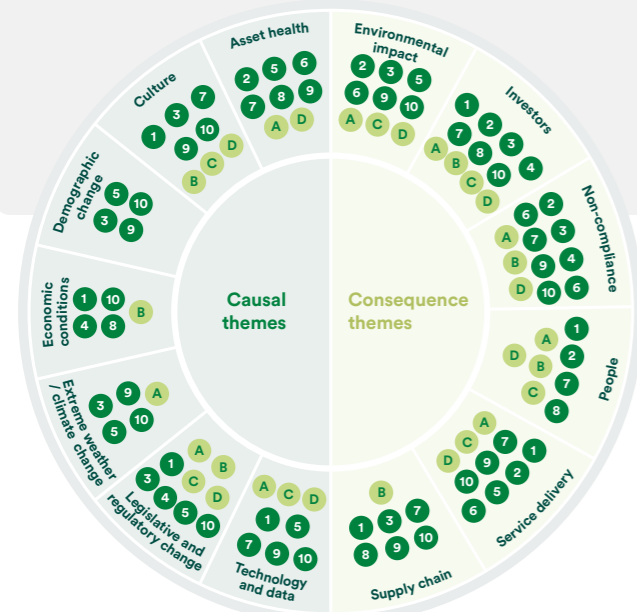 Asset health
2 5 6
7 8 9
A D
Environmental
impact
2 3 5
6 9 10
A C D
Investors
1
2
7 3
8
10 4
A
B
C
D
Non-compliance
6 2
A 7 3
B 9 4
D 10 6
People
A 1
D B 2
C 7
8
Service delivery
A
C 7 1
D 9 2
10 5
6
Supply chain
B
1 3 7
8 9 10
Technology
and data
A C D
1 5
7 9 10
Legislative and
regulatory change
A
1 B
3 C
4 D
5 10
Extreme weather
/ climate change
9 A
3 10
5
Economic
conditions
1 10 B
4 8
Demographic
change
5 10
3 9
Culture
7
3
1 10
9 D
C
B
Causal
themes
Consequence
themes